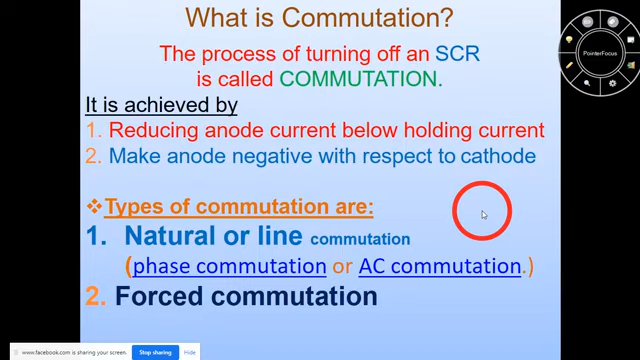 What is Commutation?
The process of turning off an SCR
is called COMMUTATION.
It is achieved by
1. Reducing anode current below holding current
2. Make anode negative with respect to cathode
❖Types of commutation are:
1. Natural or line commutation
(phase commutation or AC commutation.)
2. Forced commutation
PointerFocus
www.facebook.com is sharing your screen. Stop sharing Hide